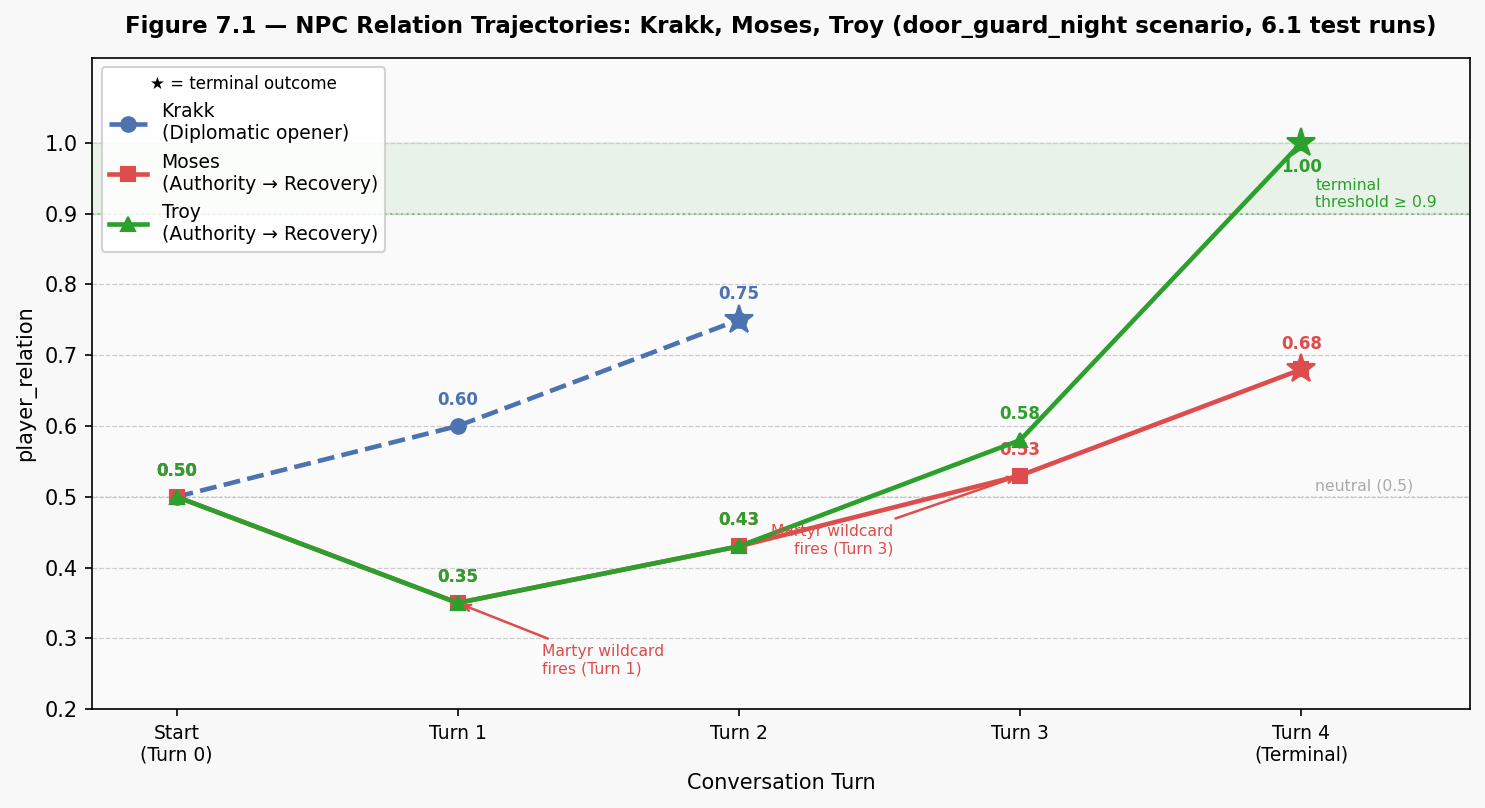 Figure 7.1 — NPC Relation Trajectories: Krakk, Moses, Troy (door_guard_night scenario, 6.1 test runs)
★ = terminal outcome
Krakk
(Diplomatic opener)
Moses
(Authority → Recovery)
Troy
(Authority → Recovery)
player_relation
1.0
0.9
0.8
0.7
0.6
0.5
0.4
0.3
0.2
1.00
terminal
threshold ≥ 0.9
0.75
0.68
0.60
0.58
0.53
0.50
neutral (0.5)
0.43
Martyr wildcard
fires (Turn 3)
0.35
Martyr wildcard
fires (Turn 1)
Start
(Turn 0)
Turn 1
Turn 2
Turn 3
Turn 4
(Terminal)
Conversation Turn